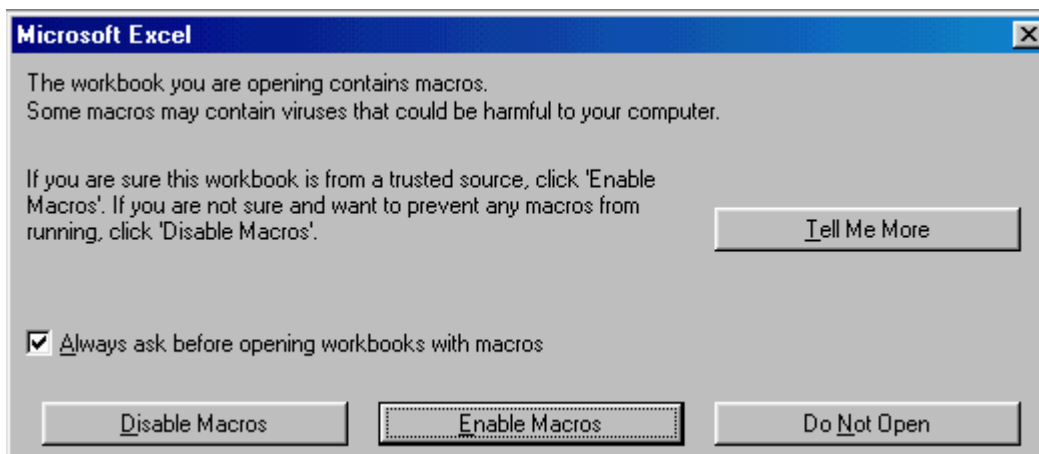 Microsoft Excel
The workbook you are opening contains macros.
Some macros may contain viruses that could be harmful to your computer.
If you are sure this workbook is from a trusted source, click 'Enable
Macros'. If you are not sure and want to prevent any macros from
running, click 'Disable Macros'.
Tell Me More
Always ask before opening workbooks with macros
Disable Macros
Enable Macros
Do Not Open